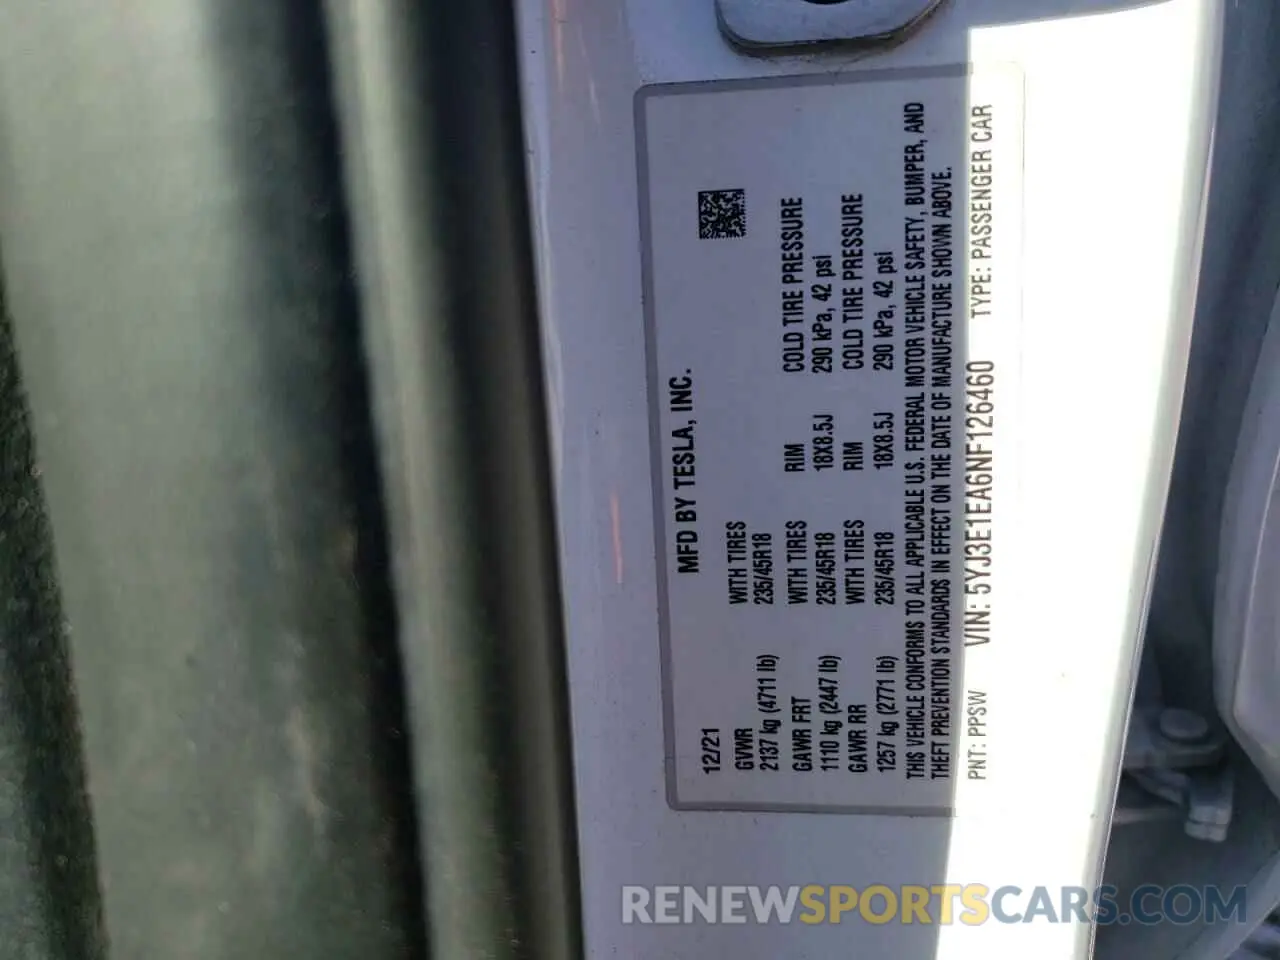 MFD BY TESLA, INC.
12/21
GVWR WITH TIRES
2137 kg (4711 lb) 235/45R18
GAWR FRT WITH TIRES RIM COLD TIRE PRESSURE
1110 kg (2447 lb) 235/45R18 18X8.5J 290 kPa, 42 psi
GAWR RR WITH TIRES RIM COLD TIRE PRESSURE
1257 kg (2771 lb) 235/45R18 18X8.5J 290 kPa, 42 psi
THIS VEHICLE CONFORMS TO ALL APPLICABLE U.S. FEDERAL MOTOR VEHICLE SAFETY, BUMPER, AND
THEFT PREVENTION STANDARDS IN EFFECT ON THE DATE OF MANUFACTURE SHOWN ABOVE.
PNT: PPSW VIN: 5YJ3E1EA6NF126460 TYPE: PASSENGER CAR
RENEWSPORTSCARS.COM